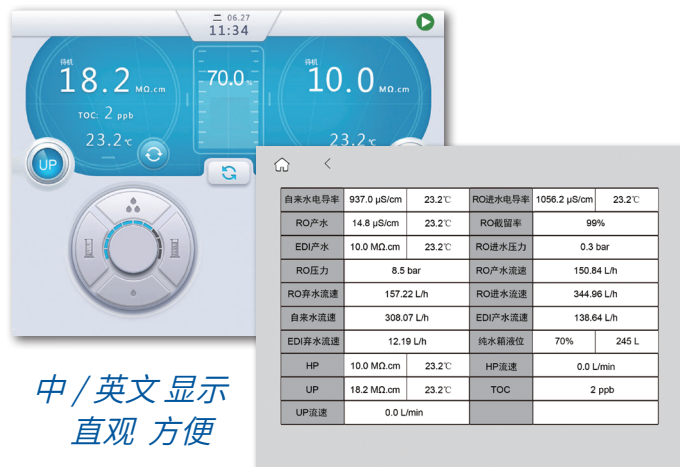 二 06.27
11:34
待机
18.2 MΩ.cm
TOC: 2 ppb
23.2℃
70.0 %
待机
10.0 MΩ.cm
23.2℃
UP
自来水电导率 937.0 μS/cm 23.2℃ RO进水电导率 1056.2 μS/cm 23.2℃
RO产水 14.8 μS/cm 23.2℃ RO截留率 99%
EDI产水 10.0 MΩ.cm 23.2℃ RO进水压力 0.3 bar
RO压力 8.5 bar RO产水流速 150.84 L/h
RO弃水流速 157.22 L/h RO进水流速 344.96 L/h
自来水流速 308.07 L/h EDI产水流速 138.64 L/h
EDI弃水流速 12.19 L/h 纯水箱液位 70% 245 L
HP 10.0 MΩ.cm 23.2℃ HP流速 0.0 L/min
UP 18.2 MΩ.cm 23.2℃ TOC 2 ppb
UP流速 0.0 L/min
中 / 英文 显示
直观 方便